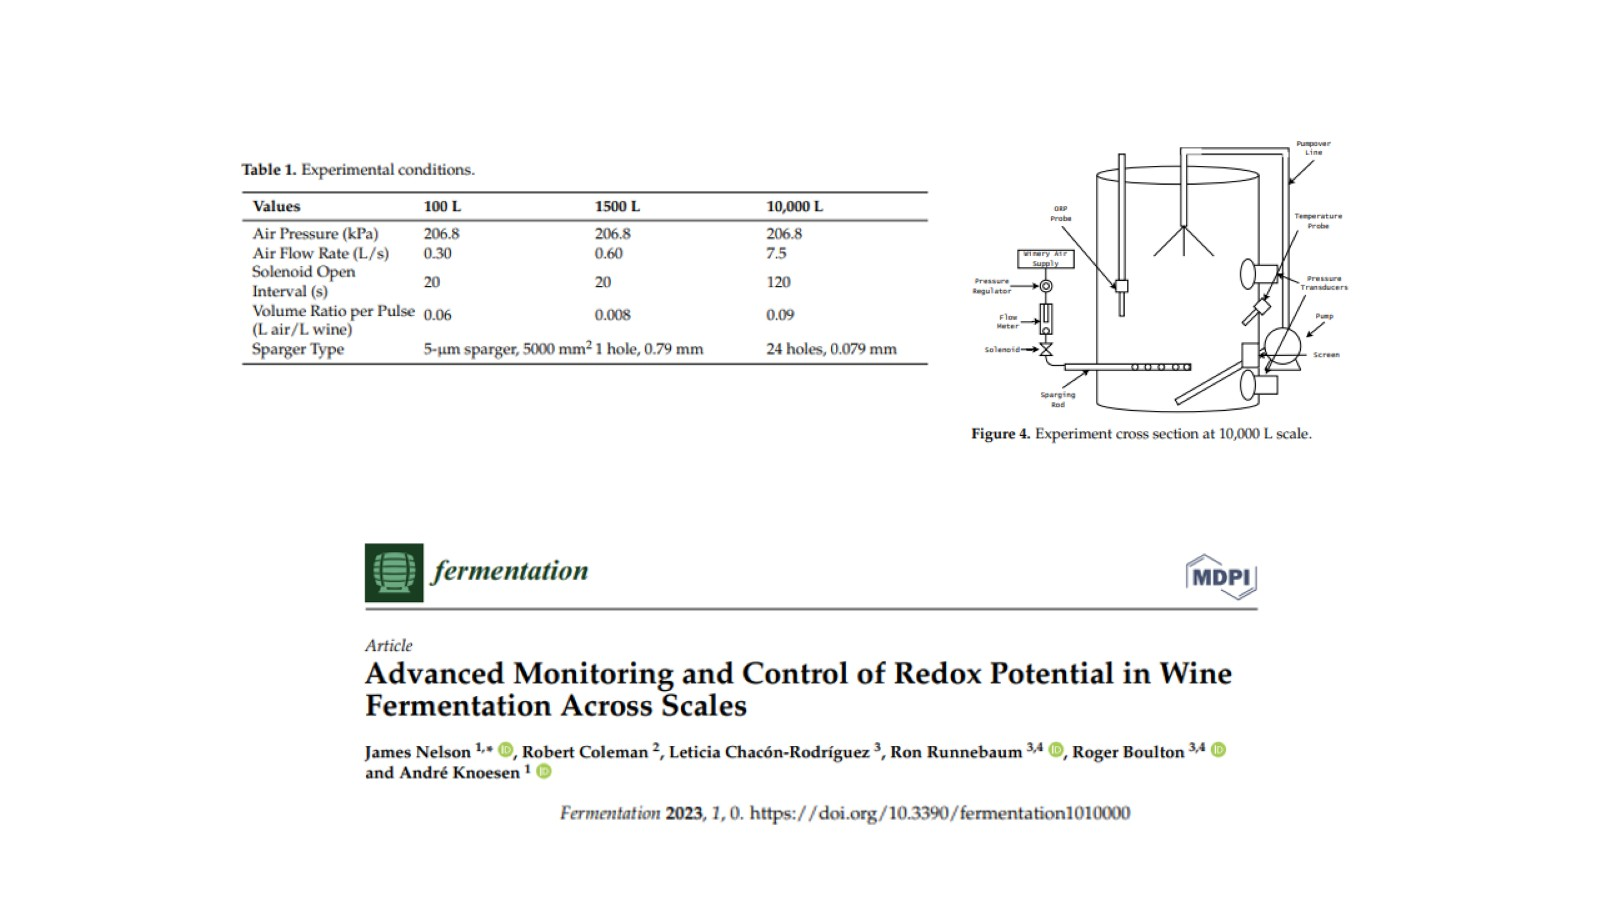 Table 1. Experimental conditions.
Values 100 L 1500 L 10,000 L
Air Pressure (kPa) 206.8 206.8 206.8
Air Flow Rate (L/s) 0.30 0.60 7.5
Solenoid Open
Interval (s) 20 20 120
Volume Ratio per Pulse
(L air/L wine) 0.06 0.008 0.09
Sparger Type 5-μm sparger, 5000 mm² 1 hole, 0.79 mm 24 holes, 0.079 mm
Pumpover
Line
ORP
Probe
Temperature
Probe
Winery Air
Supply
Pressure
Regulator
Pressure
Transducers
Flow
Meter
Pump
Solenoid
Screen
Sparging
Rod
Figure 4. Experiment cross section at 10,000 L scale.
fermentation
MDPI
Article
Advanced Monitoring and Control of Redox Potential in Wine
Fermentation Across Scales
James Nelson 1,* iD, Robert Coleman 2, Leticia Chacón-Rodríguez 3, Ron Runnebaum 3,4 iD, Roger Boulton 3,4 iD
and André Knoesen 1 iD
Fermentation 2023, 1, 0. https://doi.org/10.3390/fermentation1010000